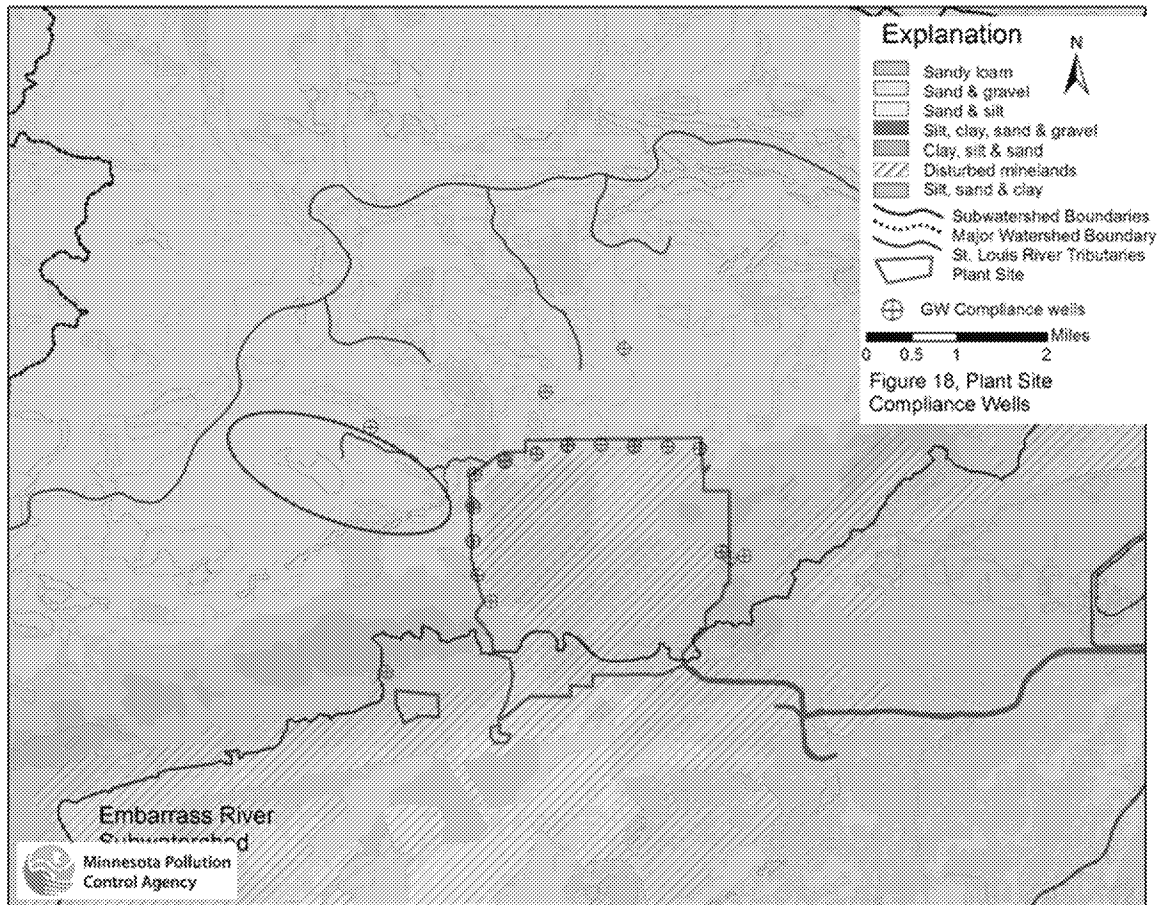 Explanation
N
Sandy loam
Sand & gravel
Sand & silt
Silt, clay, sand & gravel
Clay, silt & sand
Disturbed minelands
Silt, sand & clay
Subwatershed Boundaries
Major Watershed Boundary
St. Louis River Tributaries
Plant Site
GW Compliance wells
Miles
0 0.5 1 2
Figure 18, Plant Site
Compliance Wells
Embarrass River
Subwatershed
Minnesota Pollution
Control Agency